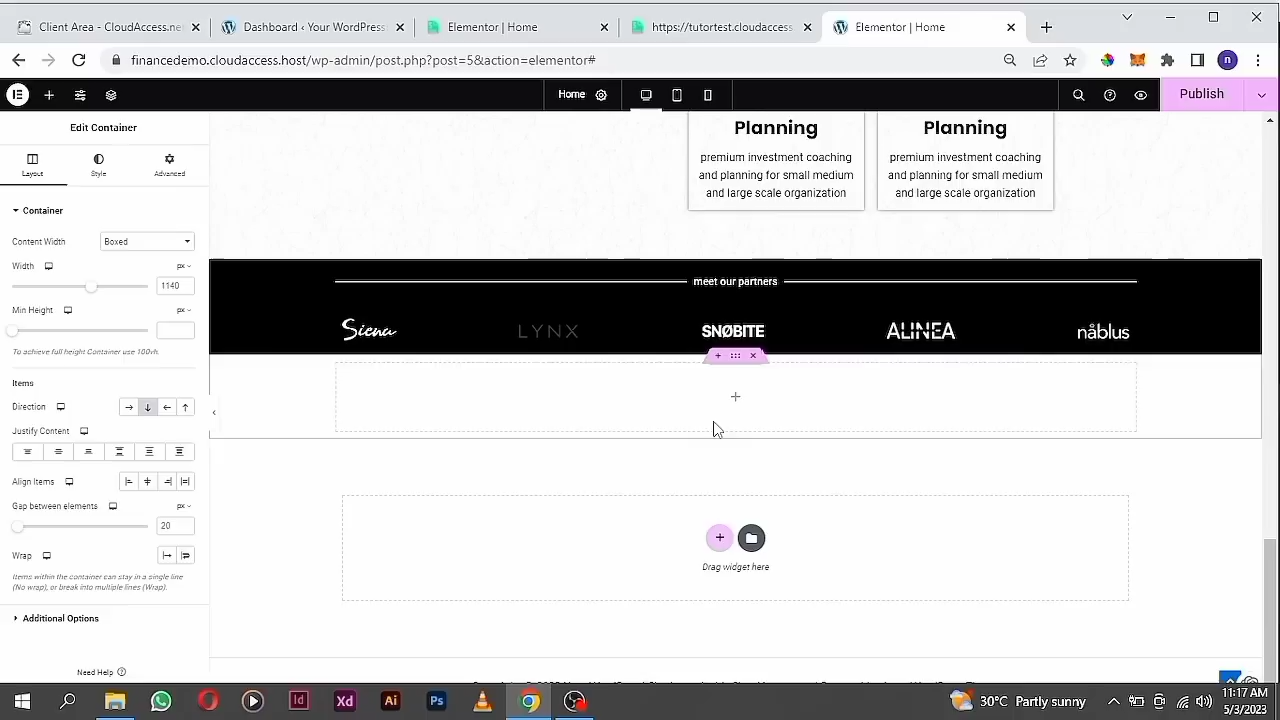 Client Area - CloudAccess.ne
Dashboard ‹ Your WordPress
Elementor | Home
https://tutortest.cloudaccess
Elementor | Home
financedemo.cloudaccess.host/wp-admin/post.php?post=5&action=elementor#
n
Home
Publish
Edit Container
Layout
Style
Advanced
Container
Content Width
Boxed
Width
px
1140
Min Height
px
To achieve full height Container use 100vh.
Items
Direction
Justify Content
Align Items
Gap between elements
px
20
Wrap
Items within the container can stay in a single line
(No wrap), or break into multiple lines (Wrap).
Additional Options
Need Help
Planning
premium investment coaching
and planning for small medium
and large scale organization
Planning
premium investment coaching
and planning for small medium
and large scale organization
meet our partners
Siena
LYNX
SNØBITE
ALINEA
nåblus
Drag widget here
Id
Xd
Ai
Ps
30°C Partly sunny
11:17 AM
5/3/2023